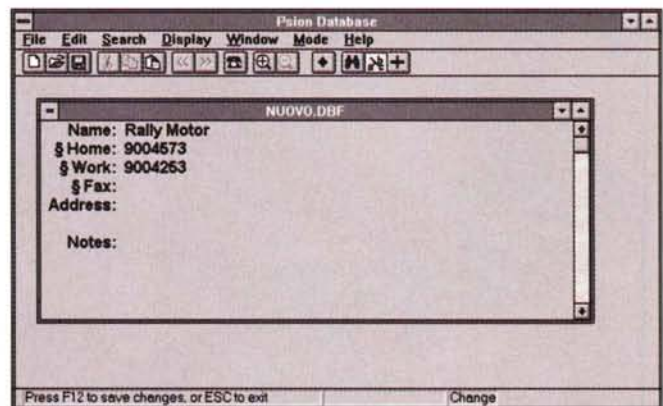 Psion Database
File Edit Search Display Window Mode Help
NUOVO.DBF
Name: Rally Motor
§ Home: 9004573
§ Work: 9004253
§ Fax:
Address:
Notes:
Press F12 to save changes, or ESC to exit Change